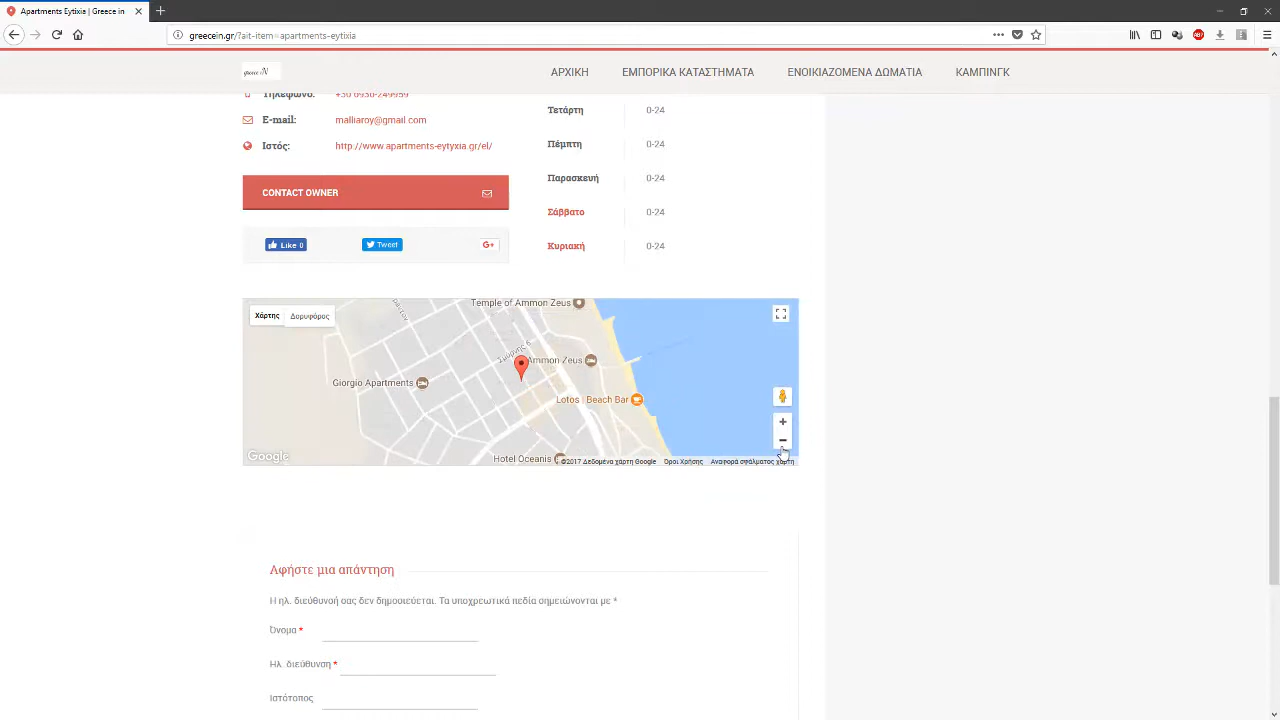 Apartments Eytixia | Greece in
greecein.gr/?ait-item=apartments-eytixia
greece iN
ΑΡΧΙΚΗ
ΕΜΠΟΡΙΚΑ ΚΑΤΑΣΤΗΜΑΤΑ
ΕΝΟΙΚΙΑΖΟΜΕΝΑ ΔΩΜΑΤΙΑ
ΚΑΜΠΙΝΓΚ
Τηλέφωνο:
E-mail:
malliaroy@gmail.com
Ιστός:
http://www.apartments-eytyxia.gr/el/
CONTACT OWNER
Like 0
Tweet
G+
Τετάρτη
0-24
Πέμπτη
0-24
Παρασκευή
0-24
Σάββατο
0-24
Κυριακή
0-24
Χάρτης
Δορυφόρος
Temple of Ammon Zeus
Ammon Zeus
Giorgio Apartments
Lotos | Beach Bar
Hotel Oceanis
Google
©2017 Δεδομένα χάρτη Google
Όροι Χρήσης
Αναφορά σφάλματος χάρτη
Αφήστε μια απάντηση
Η ηλ. διεύθυνσή σας δεν δημοσιεύεται. Τα υποχρεωτικά πεδία σημειώνονται με *
Όνομα *
Ηλ. διεύθυνση *
Ιστότοπος